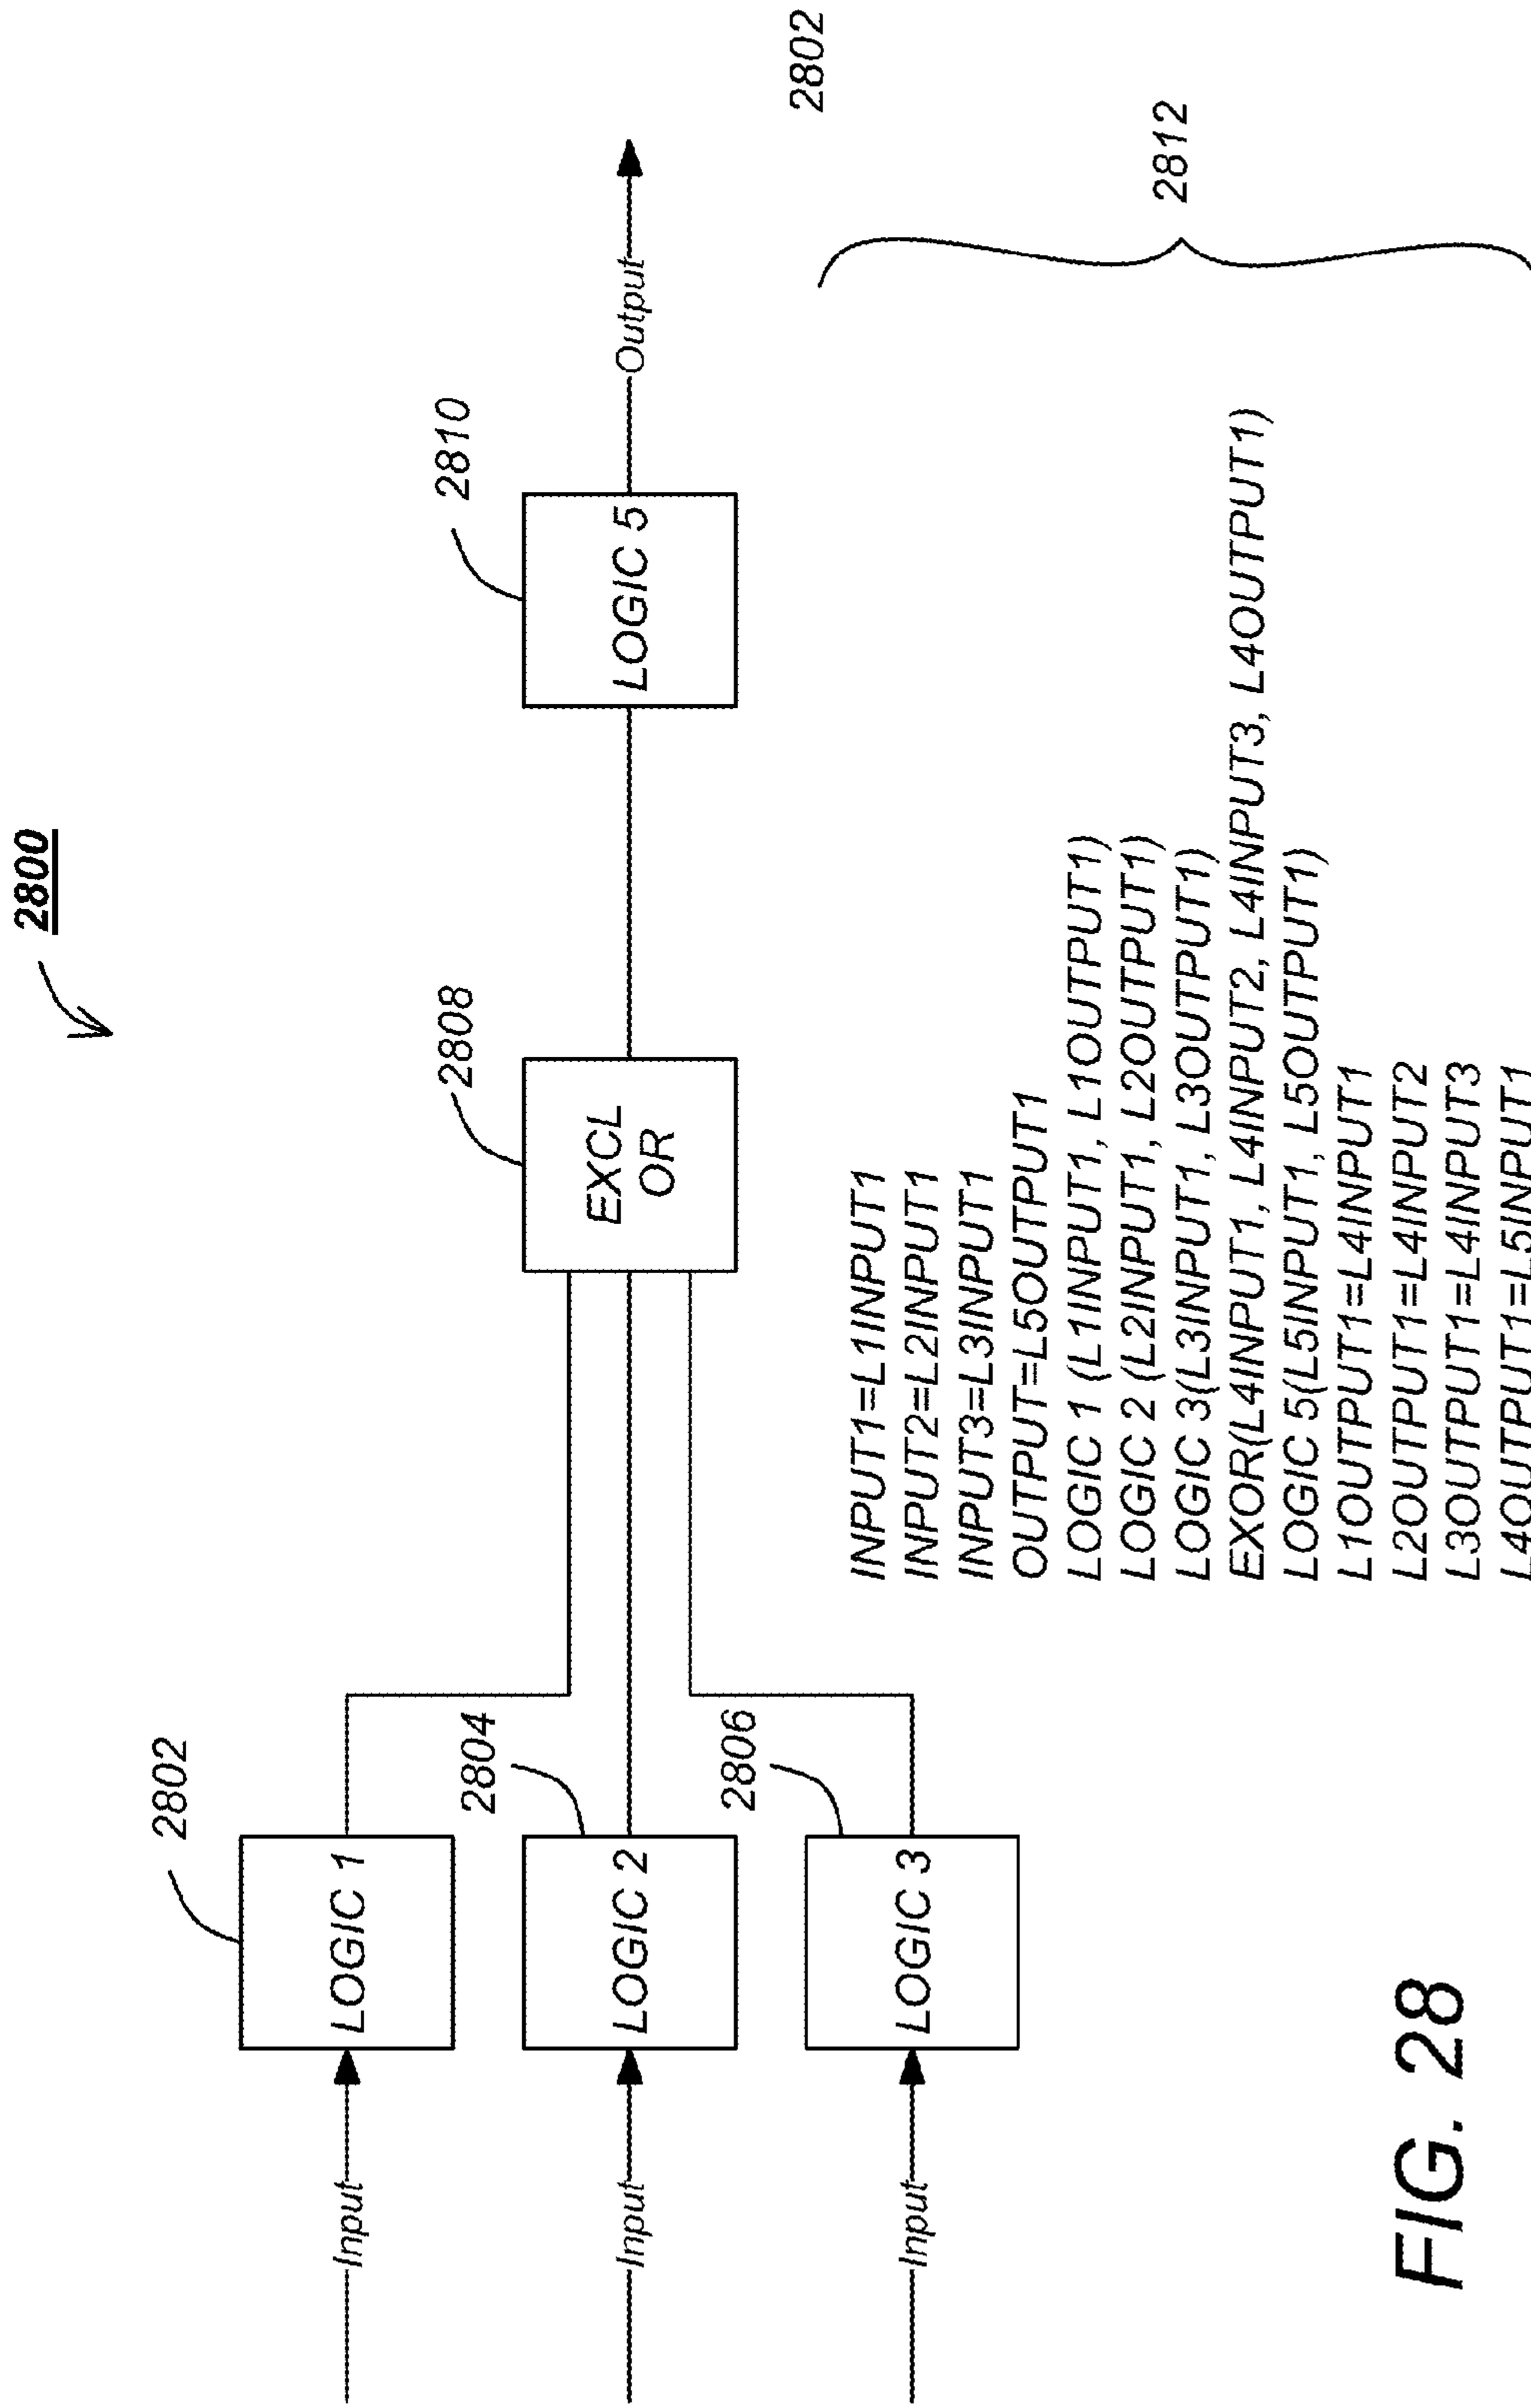 2800
2802
LOGIC 1
Input
2804
LOGIC 2
Input
2806
LOGIC 3
Input
2808
EXCL
OR
2810
LOGIC 5
Output
2802
INPUT1=L1INPUT1
INPUT2=L2INPUT1
INPUT3=L3INPUT1
OUTPUT=L5OUTPUT1
LOGIC 1 (L1INPUT1, L1OUTPUT1)
LOGIC 2 (L2INPUT1, L2OUTPUT1)
LOGIC 3(L3INPUT1, L3OUTPUT1)
EXOR(L4INPUT1, L4INPUT2, L4INPUT3, L4OUTPUT1)
LOGIC 5(L5INPUT1, L5OUTPUT1)
L1OUTPUT1=L4INPUT1
L2OUTPUT1=L4INPUT2
L3OUTPUT1=L4INPUT3
L4OUTPUT1=L5INPUT1
2812
FIG. 28